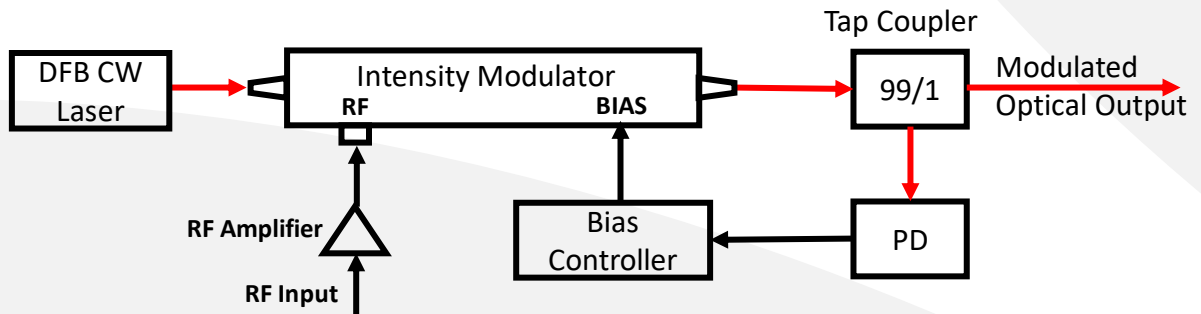 Tap Coupler
DFB CW
Laser
Intensity Modulator
RF
BIAS
99/1
Modulated
Optical Output
RF Amplifier
Bias
Controller
PD
RF Input